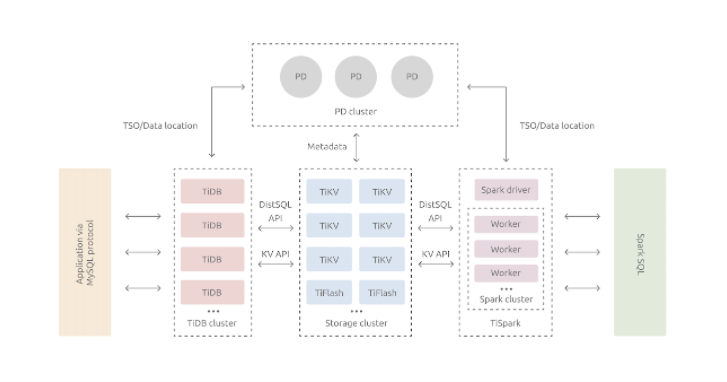 PD
PD
PD
PD cluster
TSO/Data location
TSO/Data location
Metadata
Application via
MySQL protocol
TiDB
TiDB
TiDB
TiDB
•••
TiDB cluster
DistSQL
API
KV API
TiKV TiKV
TiKV TiKV
TiKV TiKV
TiFlash TiFlash
•••
Storage cluster
DistSQL
API
KV API
Spark driver
Worker
Worker
Worker
•••
Spark cluster
TiSpark
Spark SQL